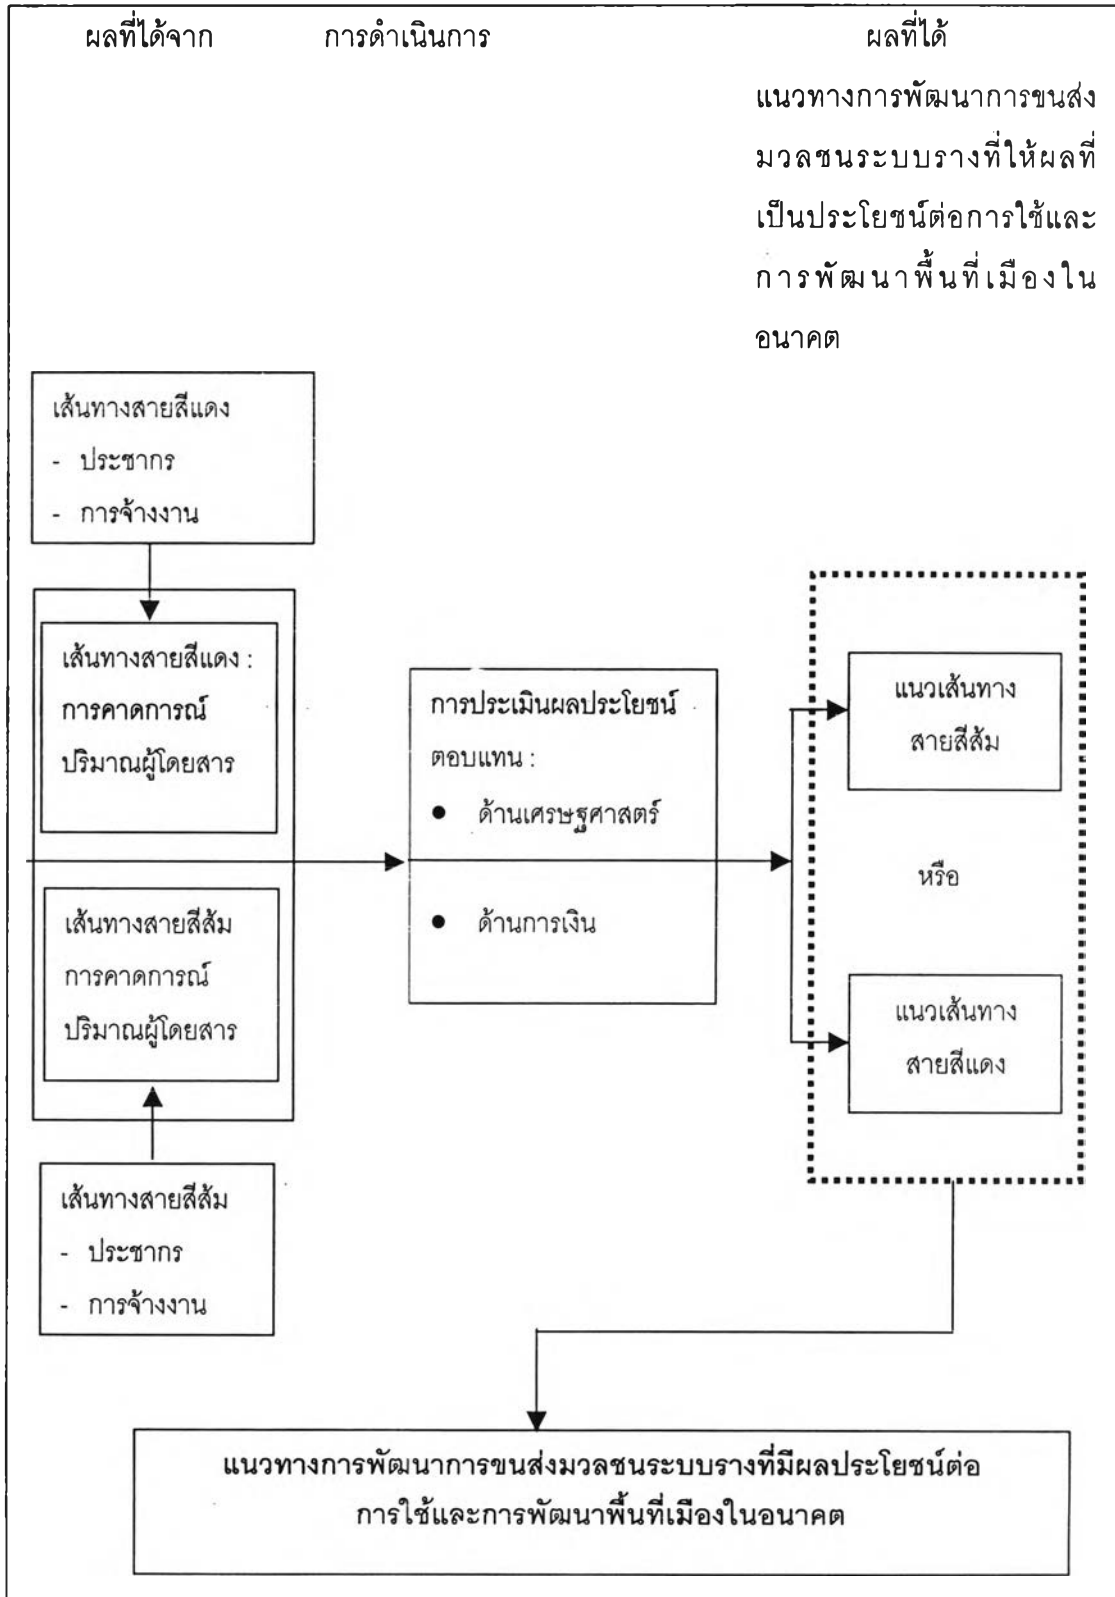 ผลที่ได้จาก การดำเนินการ ผลที่ได้
แนวทางการพัฒนาการขนส่ง
มวลชนระบบรางที่ให้ผลที่
เป็นประโยชน์ต่อการใช้และ
การพัฒนาพื้นที่เมืองใน
อนาคต
เส้นทางสายสีแดง
- ประชากร
- การจ้างงาน
เส้นทางสายสีแดง :
การคาดการณ์
ปริมาณผู้โดยสาร
เส้นทางสายสีส้ม
การคาดการณ์
ปริมาณผู้โดยสาร
เส้นทางสายสีส้ม
- ประชากร
- การจ้างงาน
การประเมินผลประโยชน์
ตอบแทน :
● ด้านเศรษฐศาสตร์
● ด้านการเงิน
แนวเส้นทาง
สายสีส้ม
หรือ
แนวเส้นทาง
สายสีแดง
แนวทางการพัฒนาการขนส่งมวลชนระบบรางที่มีผลประโยชน์ต่อ
การใช้และการพัฒนาพื้นที่เมืองในอนาคต